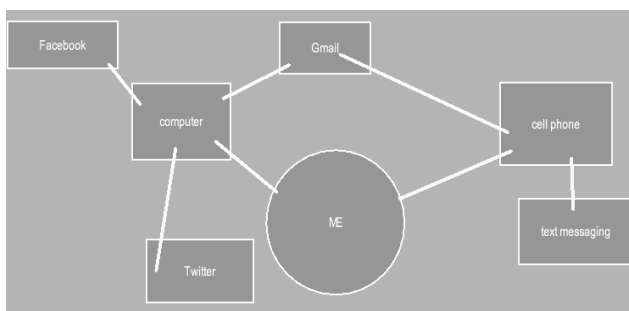 Facebook
Gmail
computer
cell phone
ME
text messaging
Twitter